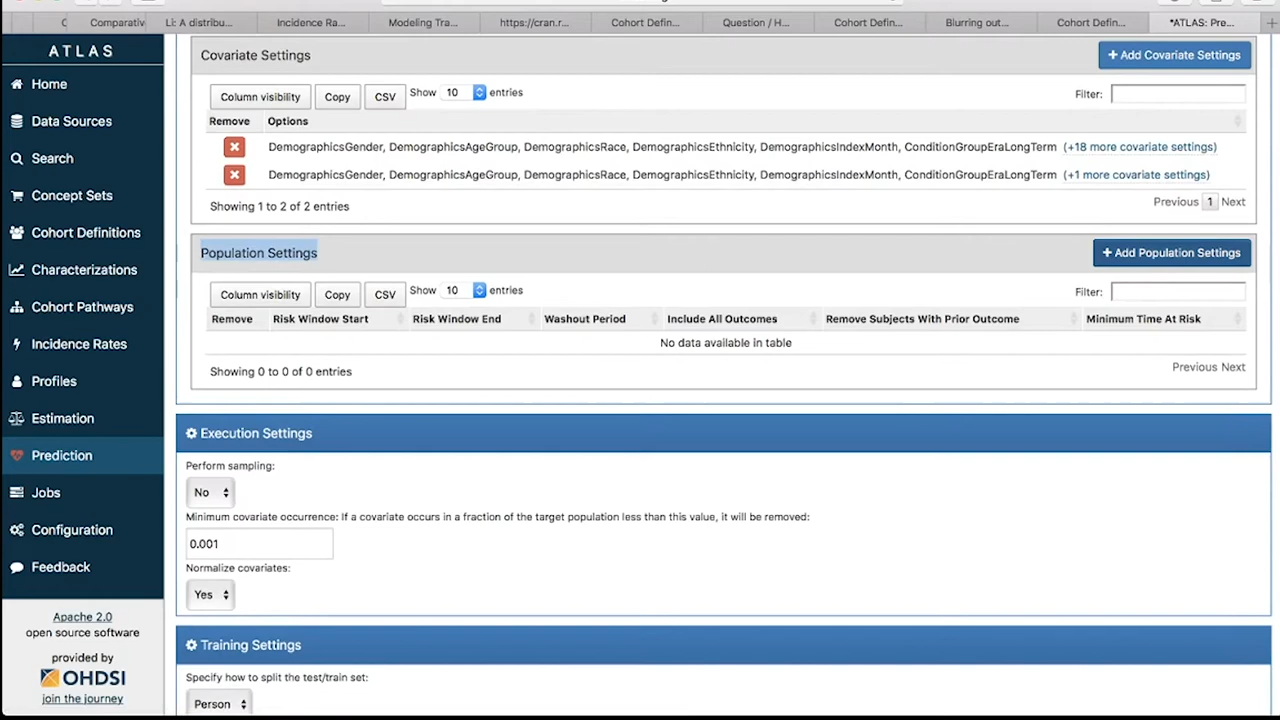 C
Comparativ
Li: A distribu...
Incidence Ra...
Modeling Tra...
https://cran.r...
Cohort Defin...
Question / H...
Cohort Defin...
Blurring out...
Cohort Defin...
*ATLAS: Pre...
ATLAS
Home
Data Sources
Search
Concept Sets
Cohort Definitions
Characterizations
Cohort Pathways
Incidence Rates
Profiles
Estimation
Prediction
Jobs
Configuration
Feedback
Apache 2.0
open source software
provided by
OHDSI
join the journey
Covariate Settings
+ Add Covariate Settings
Column visibility Copy CSV Show 10 entries Filter:
Remove Options
DemographicsGender, DemographicsAgeGroup, DemographicsRace, DemographicsEthnicity, DemographicsIndexMonth, ConditionGroupEraLongTerm (+18 more covariate settings)
DemographicsGender, DemographicsAgeGroup, DemographicsRace, DemographicsEthnicity, DemographicsIndexMonth, ConditionGroupEraLongTerm (+1 more covariate settings)
Showing 1 to 2 of 2 entries
Previous 1 Next
Population Settings
+ Add Population Settings
Column visibility Copy CSV Show 10 entries Filter:
Remove Risk Window Start Risk Window End Washout Period Include All Outcomes Remove Subjects With Prior Outcome Minimum Time At Risk
No data available in table
Showing 0 to 0 of 0 entries
Previous Next
Execution Settings
Perform sampling:
No
Minimum covariate occurrence: If a covariate occurs in a fraction of the target population less than this value, it will be removed:
0.001
Normalize covariates:
Yes
Training Settings
Specify how to split the test/train set:
Person